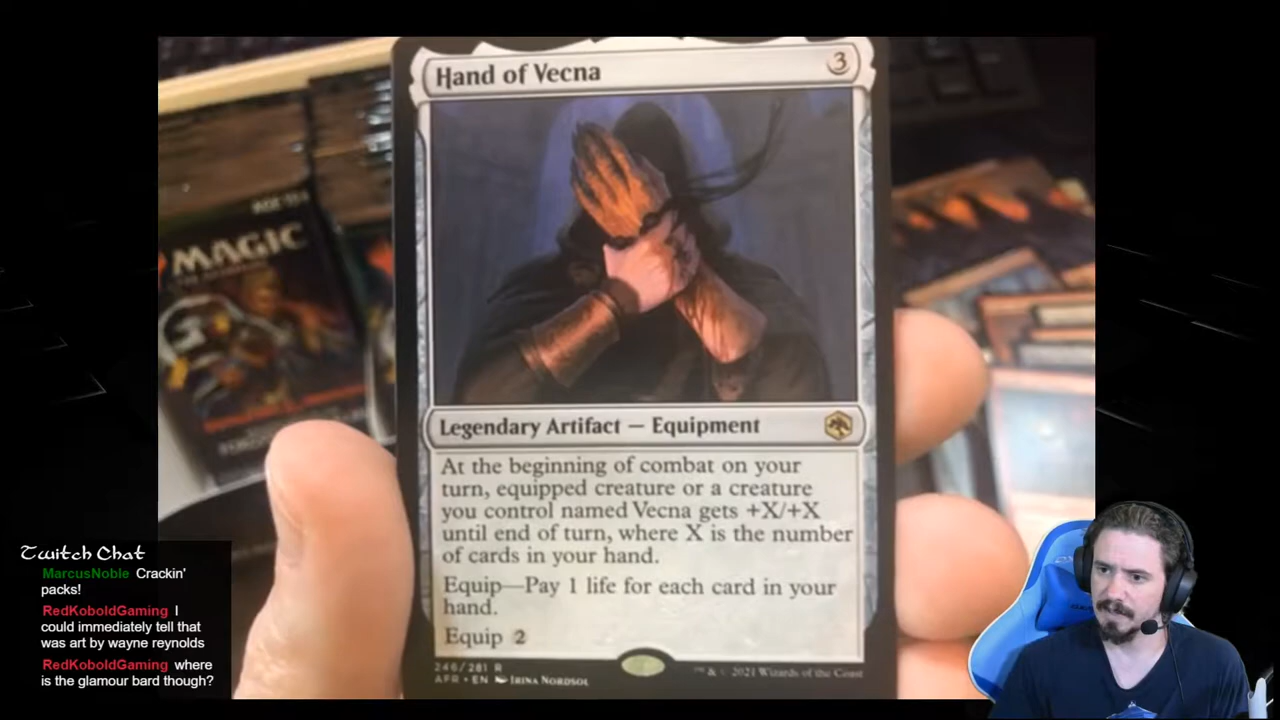 Hand of Vecna
3
MAGIC
Legendary Artifact — Equipment
At the beginning of combat on your
turn, equipped creature or a creature
you control named Vecna gets +X/+X
until end of turn, where X is the number
of cards in your hand.
Equip—Pay 1 life for each card in your
hand.
Equip 2
246/281 R
AFR • EN IRINA NORDSOL
™ & © 2021 Wizards of the Coast
Twitch Chat
MarcusNoble Crackin'
packs!
RedKoboldGaming I
could immediately tell that
was art by wayne reynolds
RedKoboldGaming where
is the glamour bard though?